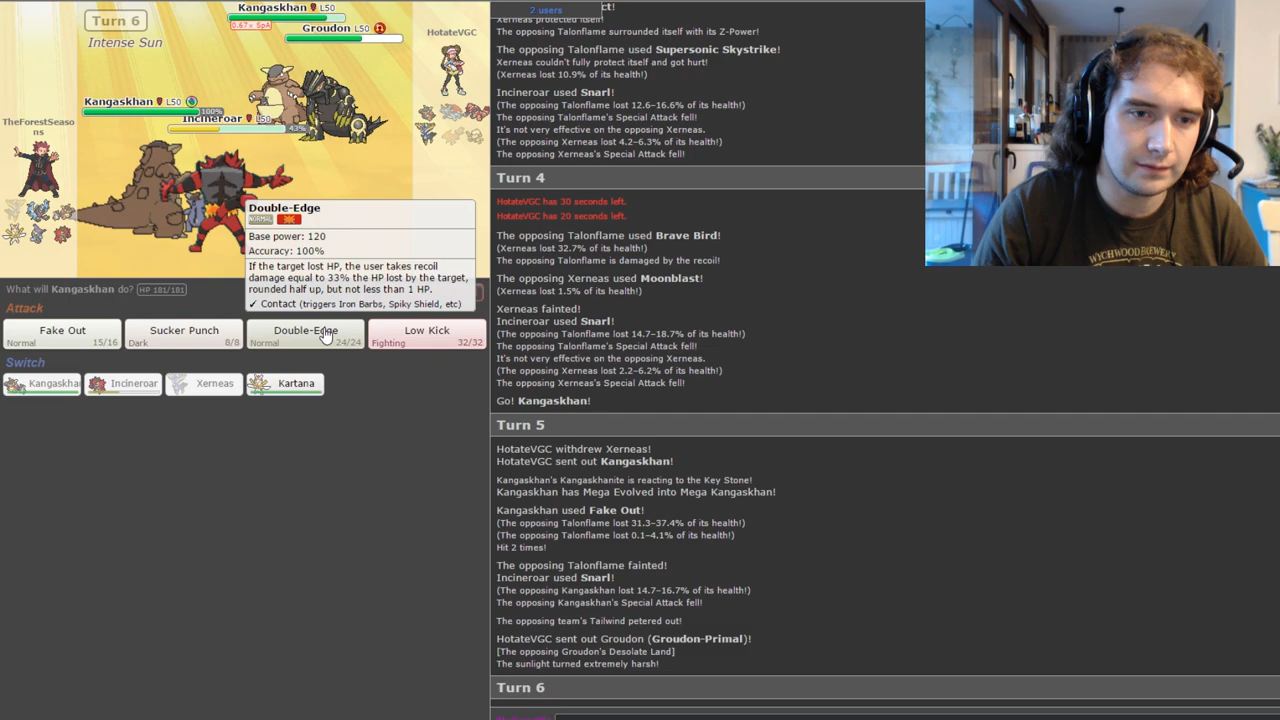 Turn 6
Intense Sun
Kangaskhan L50
0.67× SpA
Groudon L50
HotateVGC
Kangaskhan L50
100%
Incineroar L50
43%
TheForestSeaso
ns
Double-Edge
NORMAL
Base power: 120
Accuracy: 100%
If the target lost HP, the user takes recoil
damage equal to 33% the HP lost by the target,
rounded half up, but not less than 1 HP.
✓ Contact (triggers Iron Barbs, Spiky Shield, etc)
What will Kangaskhan do? HP 181/181
Attack
Fake Out
Normal 15/16
Sucker Punch
Dark 8/8
Double-Edge
Normal 24/24
Low Kick
Fighting 32/32
Switch
Kangaskha
Incineroar
Xerneas
Kartana
2 users
ct!
Xerneas protected itself!
The opposing Talonflame surrounded itself with its Z-Power!
The opposing Talonflame used Supersonic Skystrike!
Xerneas couldn't fully protect itself and got hurt!
(Xerneas lost 10.9% of its health!)
Incineroar used Snarl!
(The opposing Talonflame lost 12.6–16.6% of its health!)
The opposing Talonflame's Special Attack fell!
It's not very effective on the opposing Xerneas.
(The opposing Xerneas lost 4.2–6.3% of its health!)
The opposing Xerneas's Special Attack fell!
Turn 4
HotateVGC has 30 seconds left.
HotateVGC has 20 seconds left.
The opposing Talonflame used Brave Bird!
(Xerneas lost 32.7% of its health!)
The opposing Talonflame is damaged by the recoil!
The opposing Xerneas used Moonblast!
(Xerneas lost 1.5% of its health!)
Xerneas fainted!
Incineroar used Snarl!
(The opposing Talonflame lost 14.7–18.7% of its health!)
The opposing Talonflame's Special Attack fell!
It's not very effective on the opposing Xerneas.
(The opposing Xerneas lost 2.2–6.2% of its health!)
The opposing Xerneas's Special Attack fell!
Go! Kangaskhan!
Turn 5
HotateVGC withdrew Xerneas!
HotateVGC sent out Kangaskhan!
Kangaskhan's Kangaskhanite is reacting to the Key Stone!
Kangaskhan has Mega Evolved into Mega Kangaskhan!
Kangaskhan used Fake Out!
(The opposing Talonflame lost 31.3–37.4% of its health!)
(The opposing Talonflame lost 0.1–4.1% of its health!)
Hit 2 times!
The opposing Talonflame fainted!
Incineroar used Snarl!
(The opposing Kangaskhan lost 14.7–16.7% of its health!)
The opposing Kangaskhan's Special Attack fell!
The opposing team's Tailwind petered out!
HotateVGC sent out Groudon (Groudon-Primal)!
[The opposing Groudon's Desolate Land]
The sunlight turned extremely harsh!
Turn 6
WYCHWOOD BREWERY